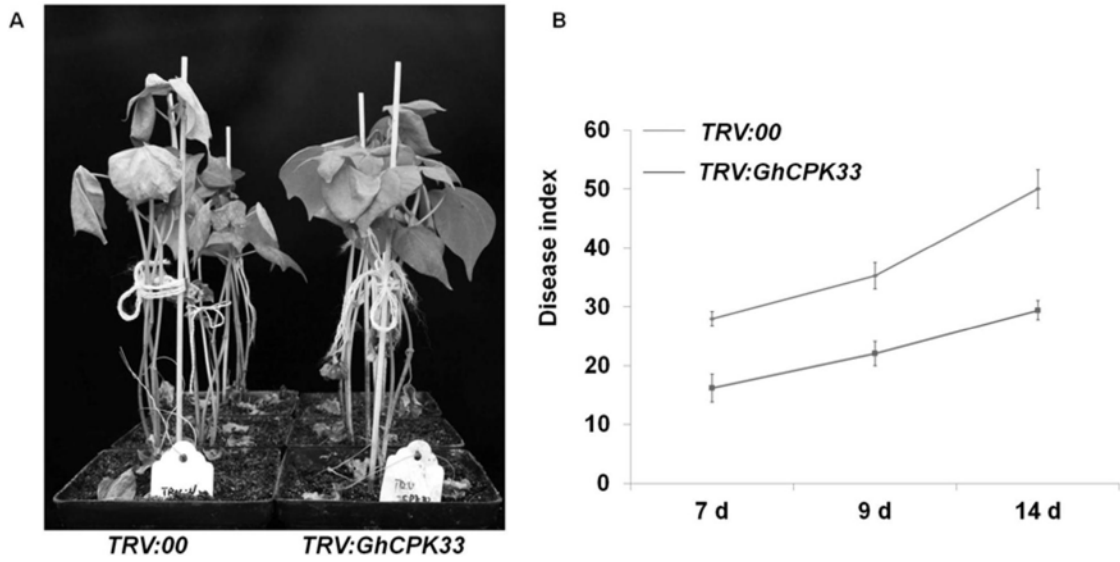 A
TRV:00
TRV:GhCPK33
B
Disease index
60
50
40
30
20
10
0
TRV:00
TRV:GhCPK33
7 d
9 d
14 d